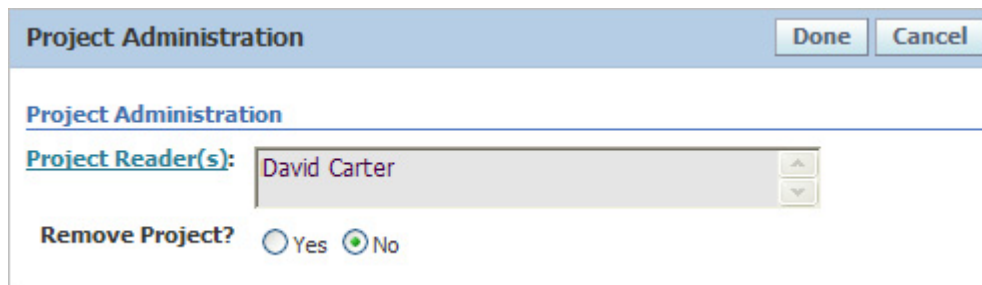 Project Administration Done Cancel
Project Administration
Project Reader(s): David Carter
Remove Project? Yes No